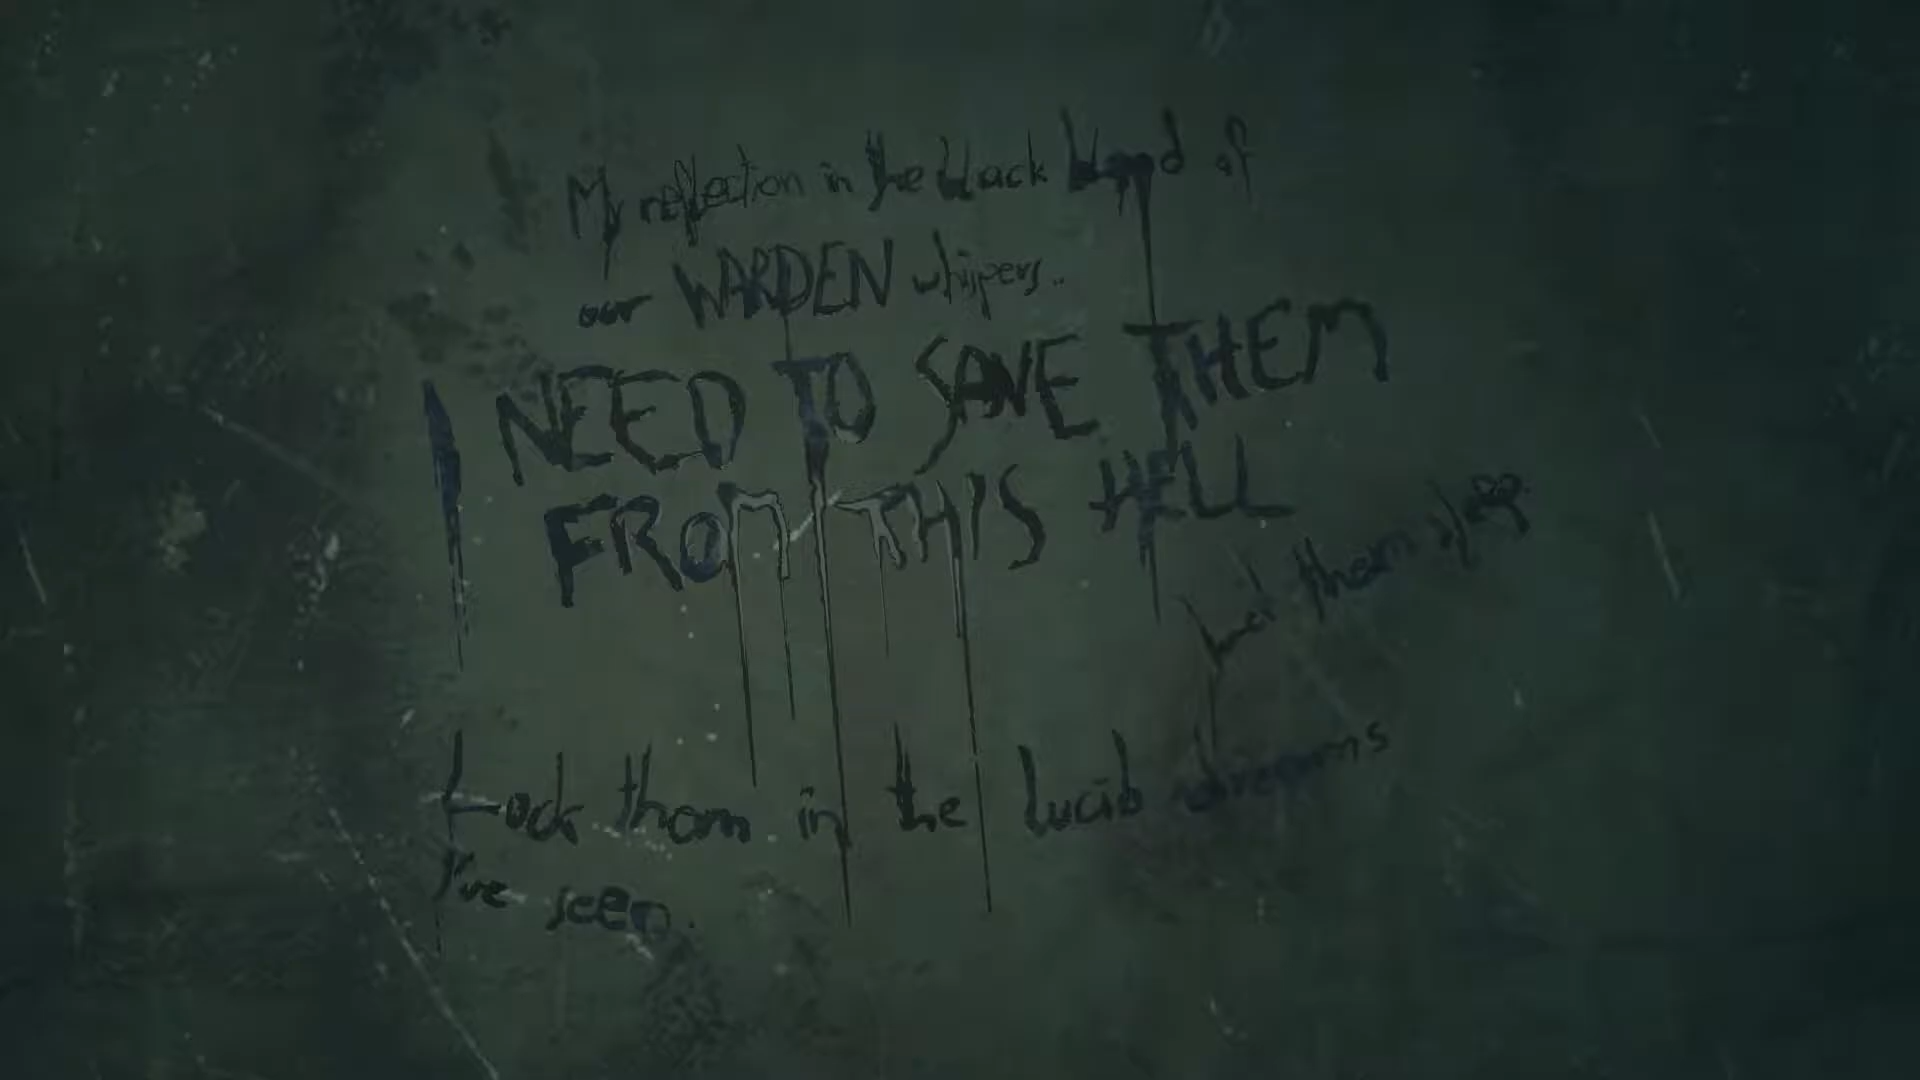 My reflection in the black blood of
our WARDEN whispers..
I NEED TO SAVE THEM
FROM THIS HELL
them
Lock them in the lucid dreams
I've seen.